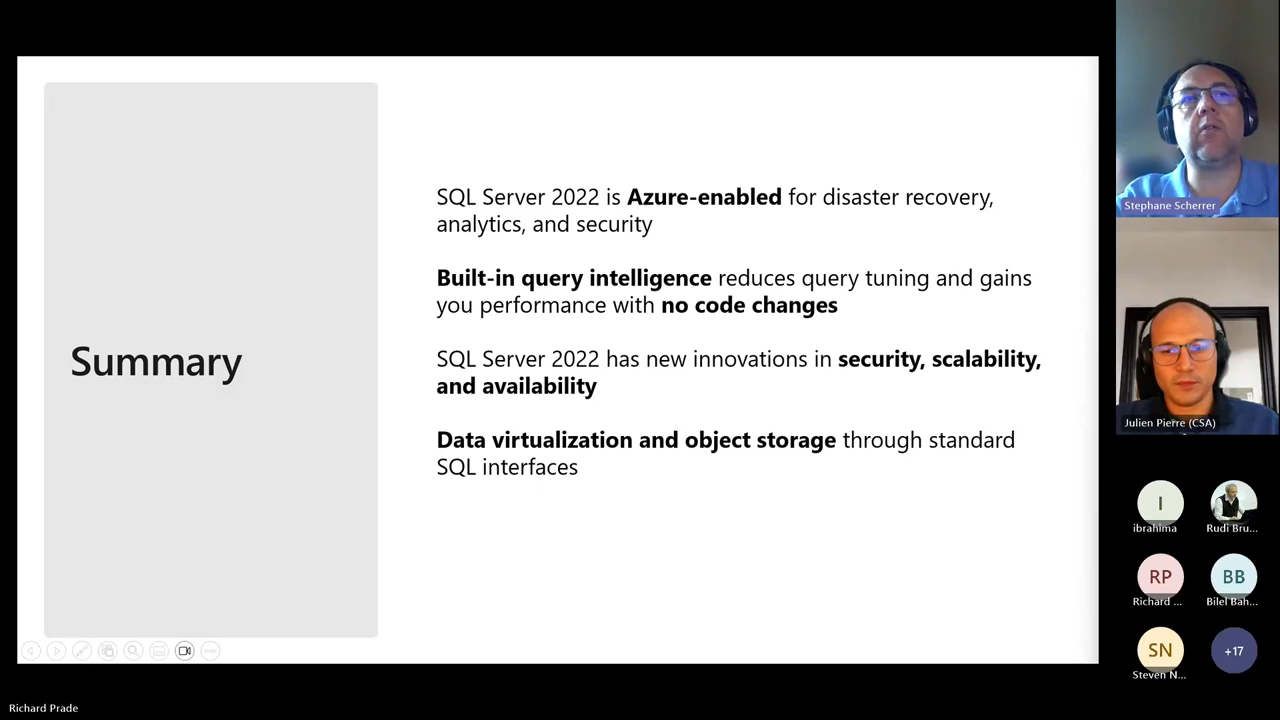 Summary
SQL Server 2022 is Azure-enabled for disaster recovery,
analytics, and security
Built-in query intelligence reduces query tuning and gains
you performance with no code changes
SQL Server 2022 has new innovations in security, scalability,
and availability
Data virtualization and object storage through standard
SQL interfaces
Stephane Scherrer
Julien Pierre (CSA)
I
ibrahima
Rudi Bru...
RP
Richard ...
BB
Bilel Bah...
SN
Steven N...
+17
Richard Prade